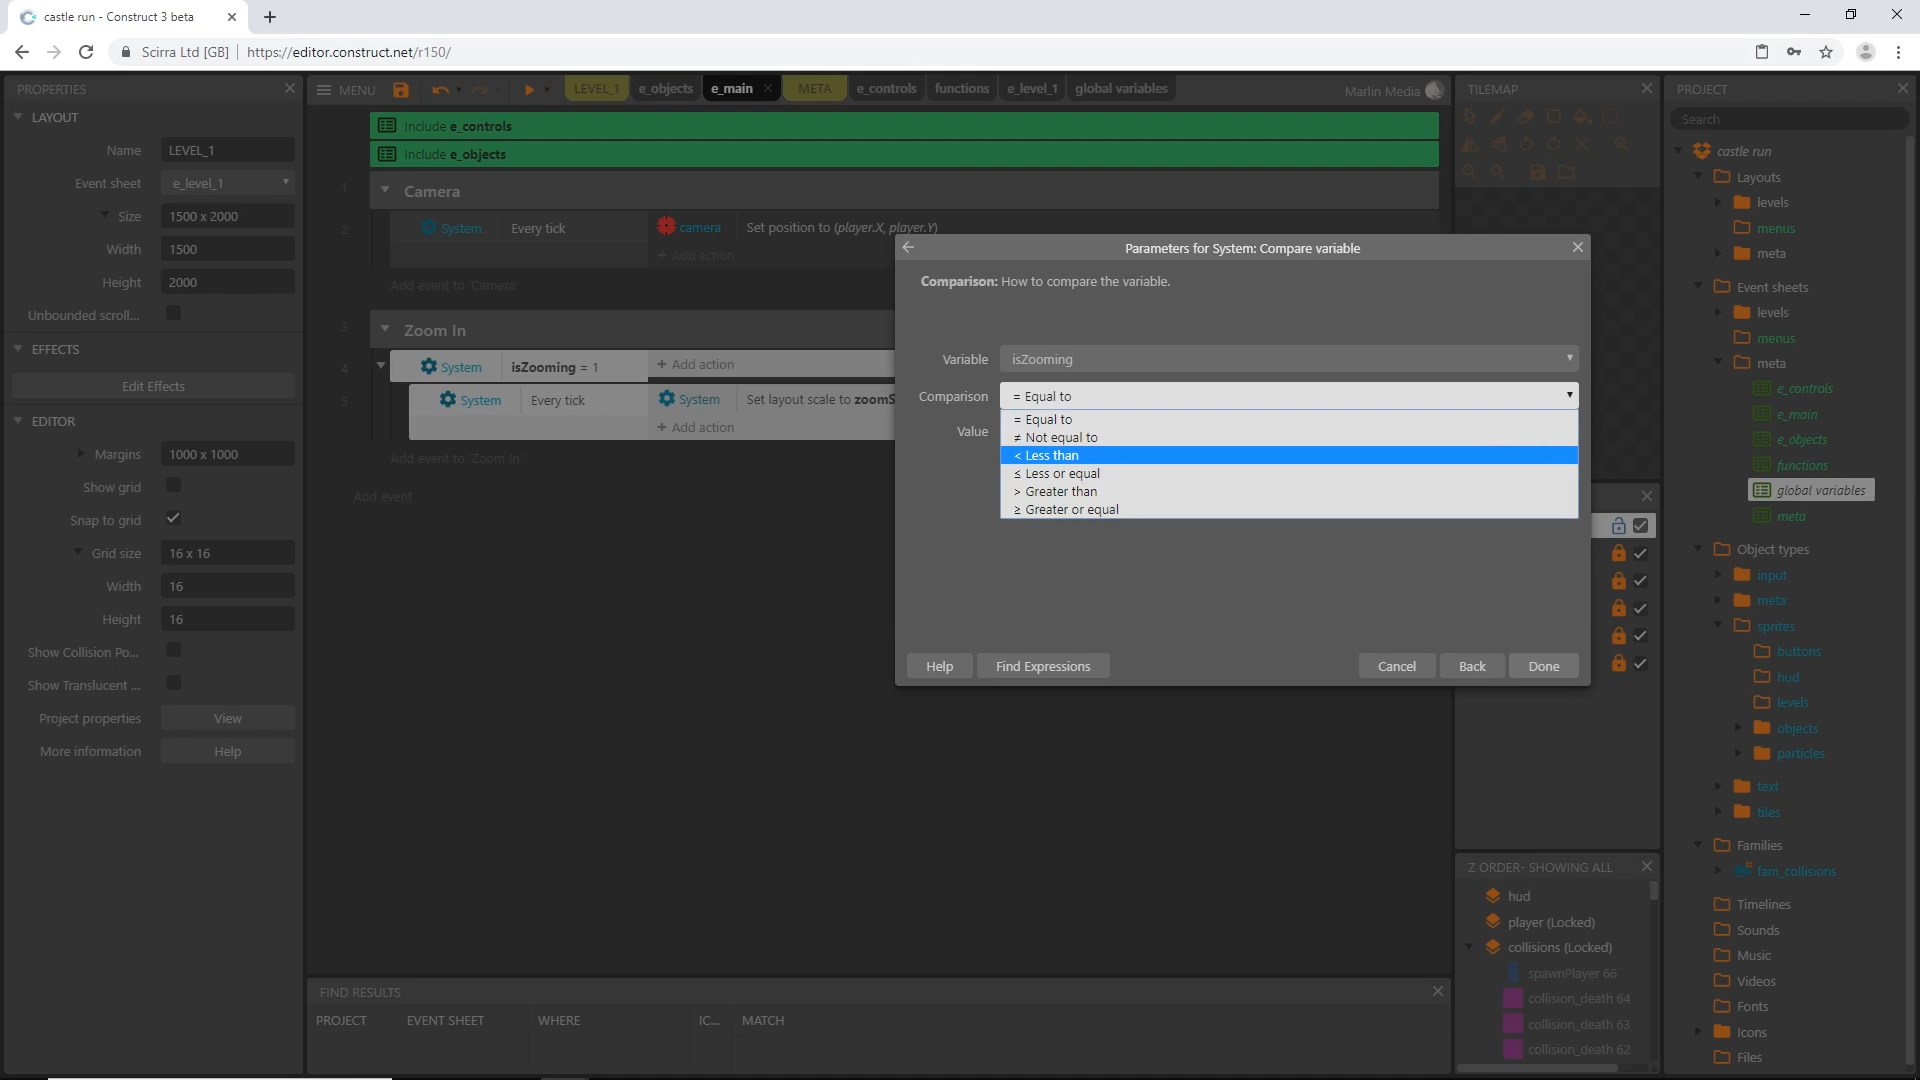 castle run - Construct 3 beta
Scirra Ltd [GB] https://editor.construct.net/r150/
PROPERTIES
LAYOUT
Name LEVEL_1
Event sheet e_level_1
Size 1500 x 2000
Width 1500
Height 2000
Unbounded scroll...
EFFECTS
Edit Effects
EDITOR
Margins 1000 x 1000
Show grid
Snap to grid
Grid size 16 x 16
Width 16
Height 16
Show Collision Po...
Show Translucent ...
Project properties View
More information Help
MENU
LEVEL_1 e_objects e_main META e_controls functions e_level_1 global variables
Marlin Media
Include e_controls
Include e_objects
1 Camera
2 System Every tick camera Set position to (player.X, player.Y)
+ Add action
Add event to 'Camera'
3 Zoom In
4 System isZooming = 1 + Add action
5 System Every tick System Set layout scale to zoomS
+ Add action
Add event to 'Zoom In'
Add event
Parameters for System: Compare variable
Comparison: How to compare the variable.
Variable isZooming
Comparison = Equal to
Value
= Equal to
≠ Not equal to
< Less than
≤ Less or equal
> Greater than
≥ Greater or equal
Help Find Expressions Cancel Back Done
FIND RESULTS
PROJECT EVENT SHEET WHERE IC... MATCH
TILEMAP
Z ORDER- SHOWING ALL
hud
player (Locked)
collisions (Locked)
spawnPlayer 66
collision_death 64
collision_death 63
collision_death 62
PROJECT
Search
castle run
Layouts
levels
menus
meta
Event sheets
levels
menus
meta
e_controls
e_main
e_objects
functions
global variables
meta
Object types
input
meta
sprites
buttons
hud
levels
objects
particles
text
tiles
Families
fam_collisions
Timelines
Sounds
Music
Videos
Fonts
Icons
Files